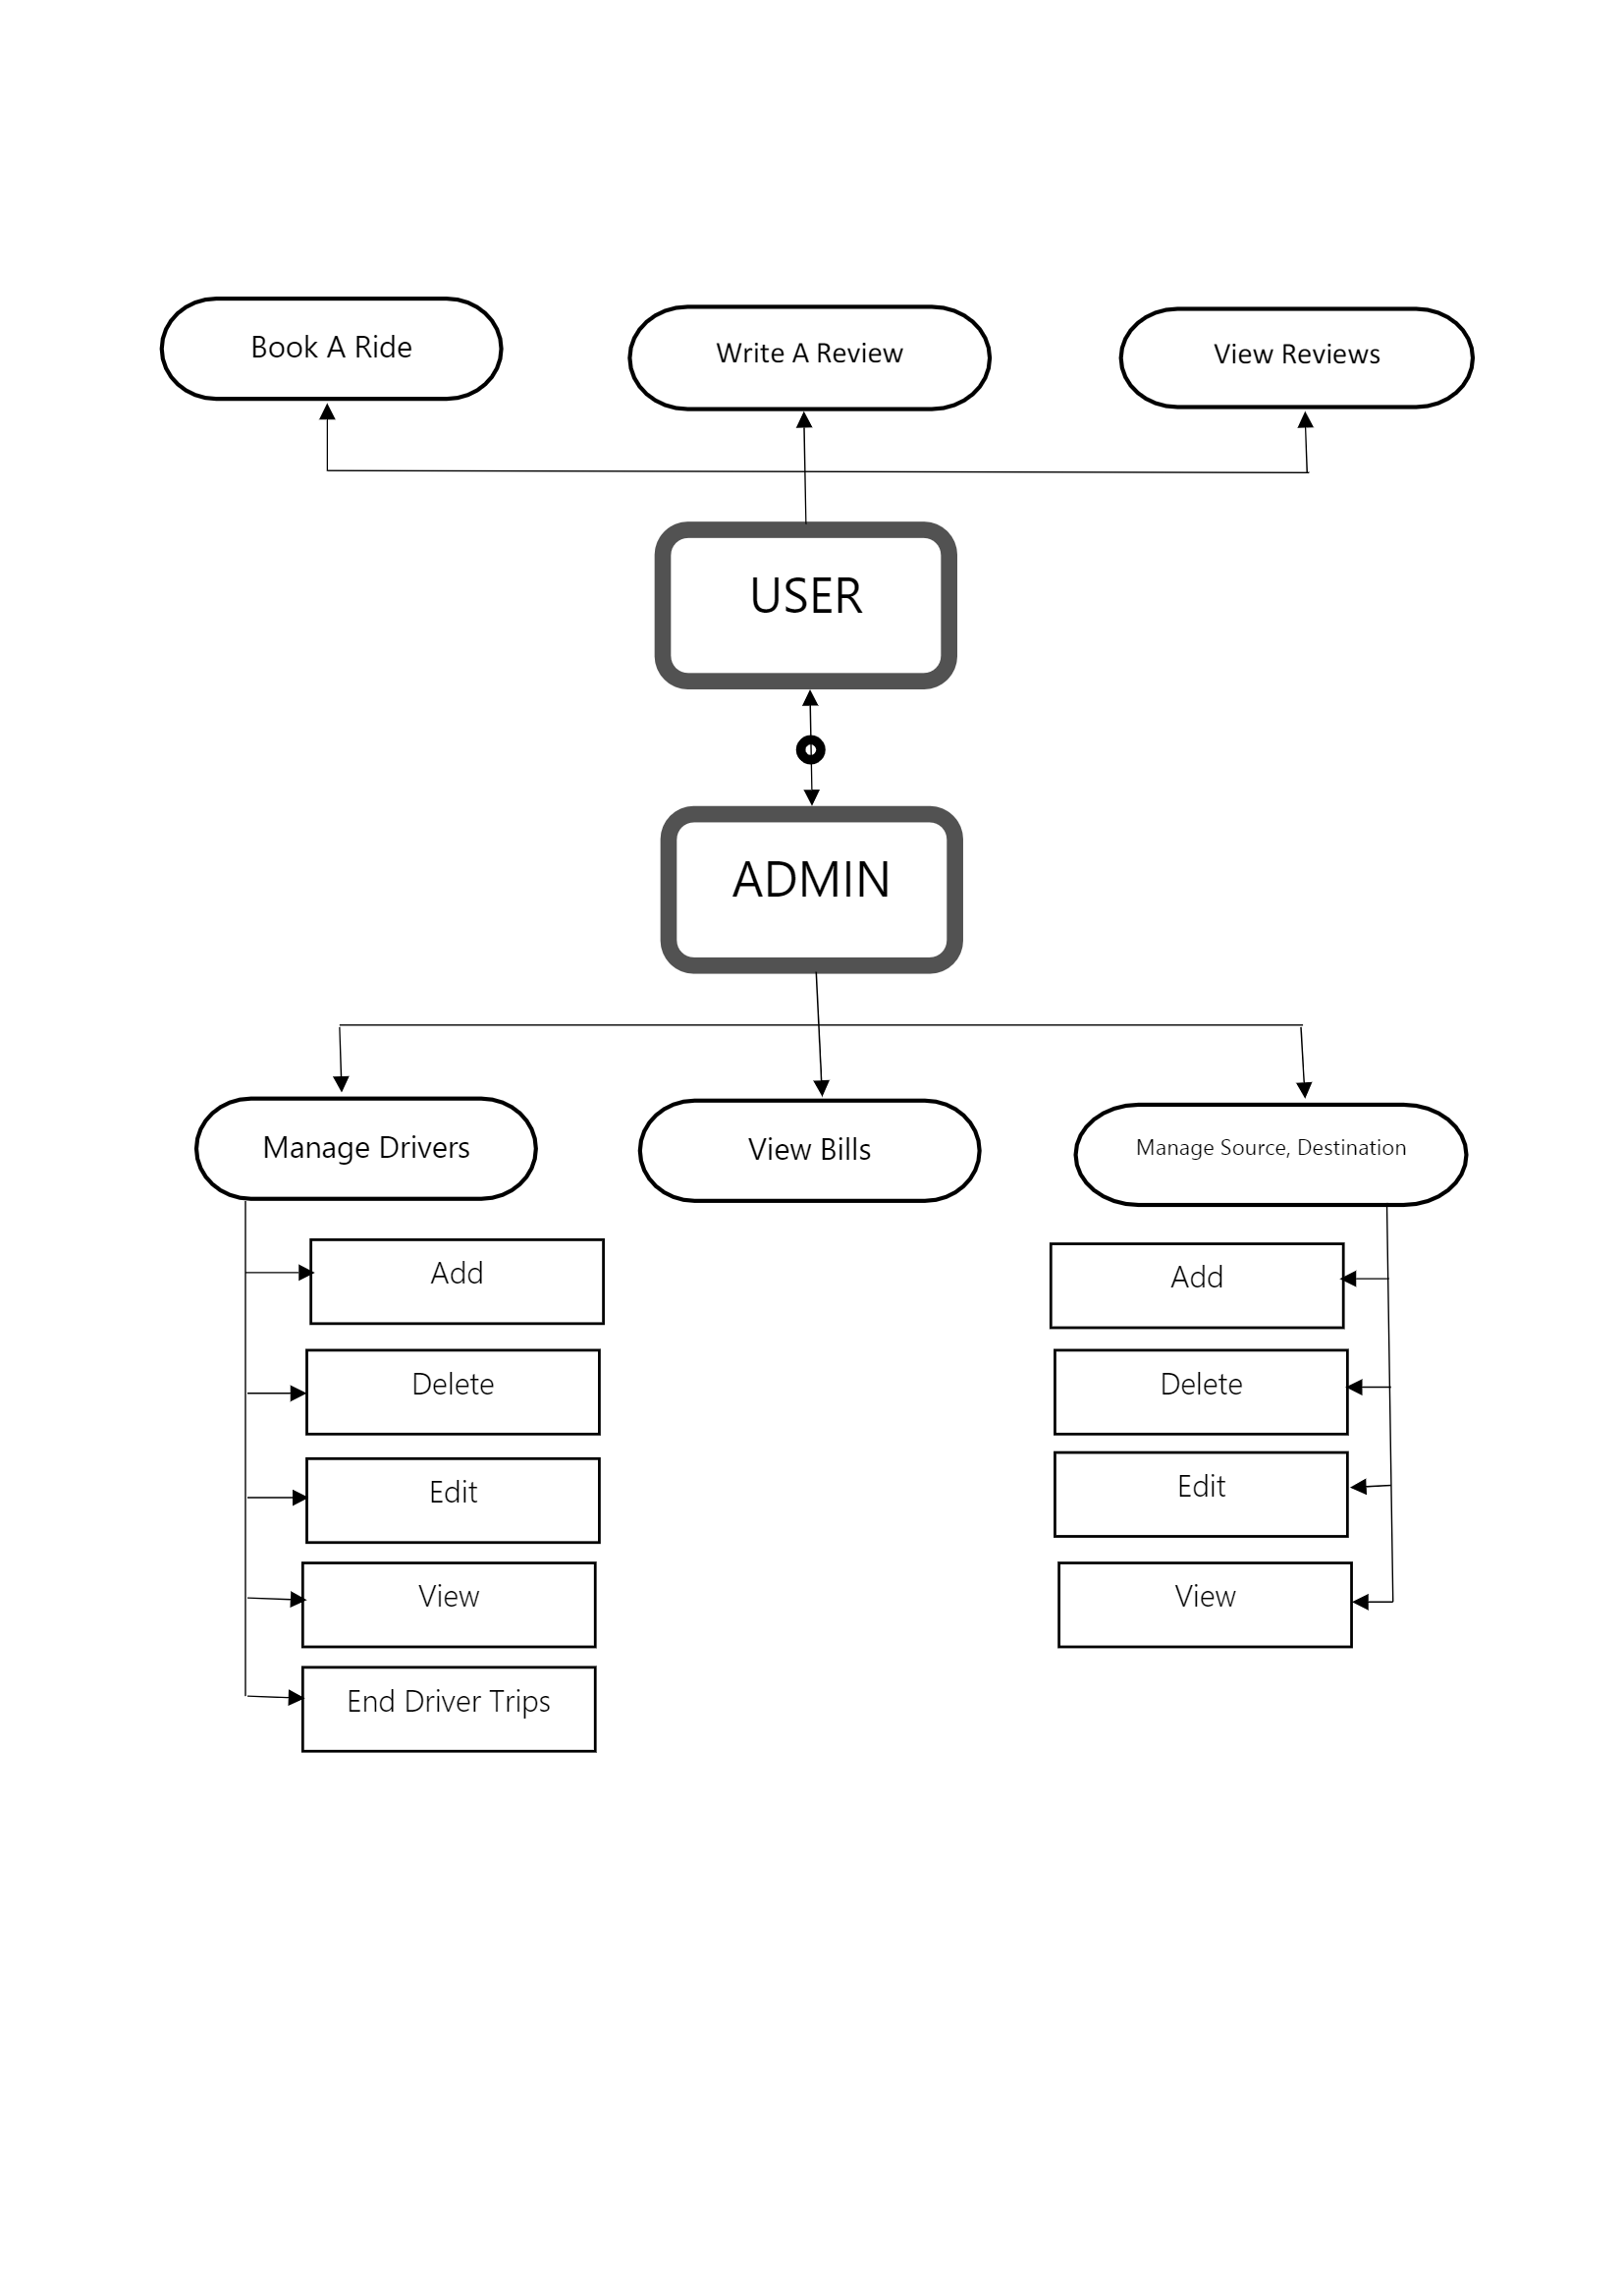 Book A Ride
Write A Review
View Reviews
USER
ADMIN
Manage Drivers
View Bills
Manage Source, Destination
Add
Delete
Edit
View
End Driver Trips
Add
Delete
Edit
View